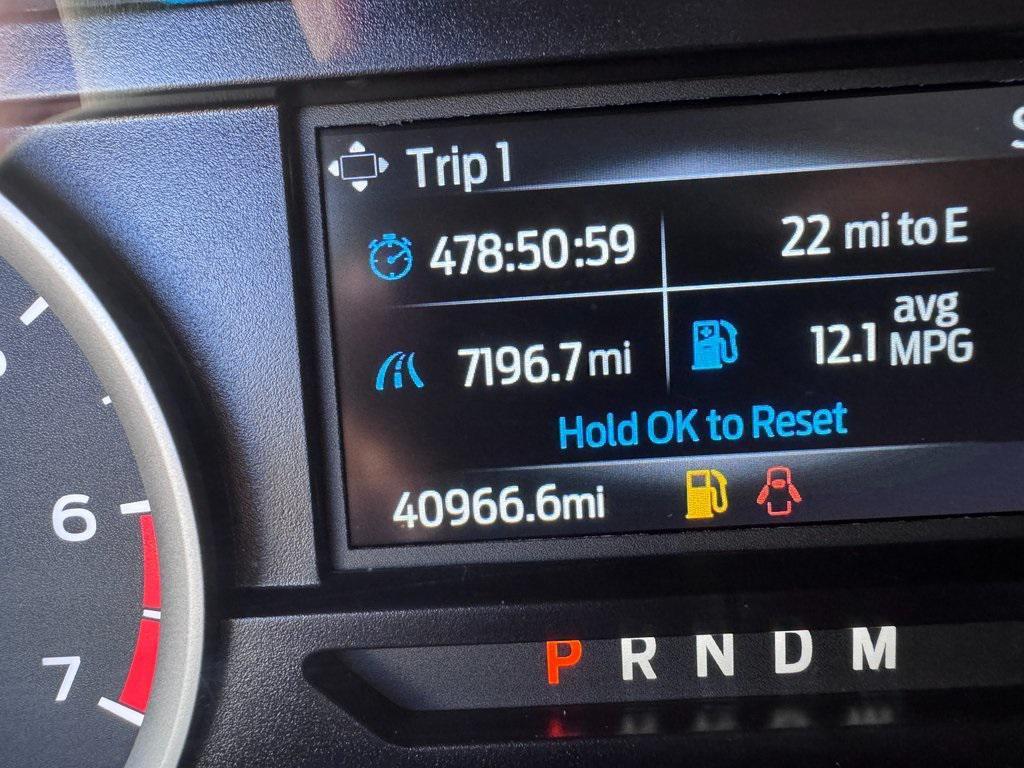 Trip 1
478:50:59
22 mi to E
7196.7 mi
12.1 avg MPG
Hold OK to Reset
40966.6mi
6
7
P R N D M